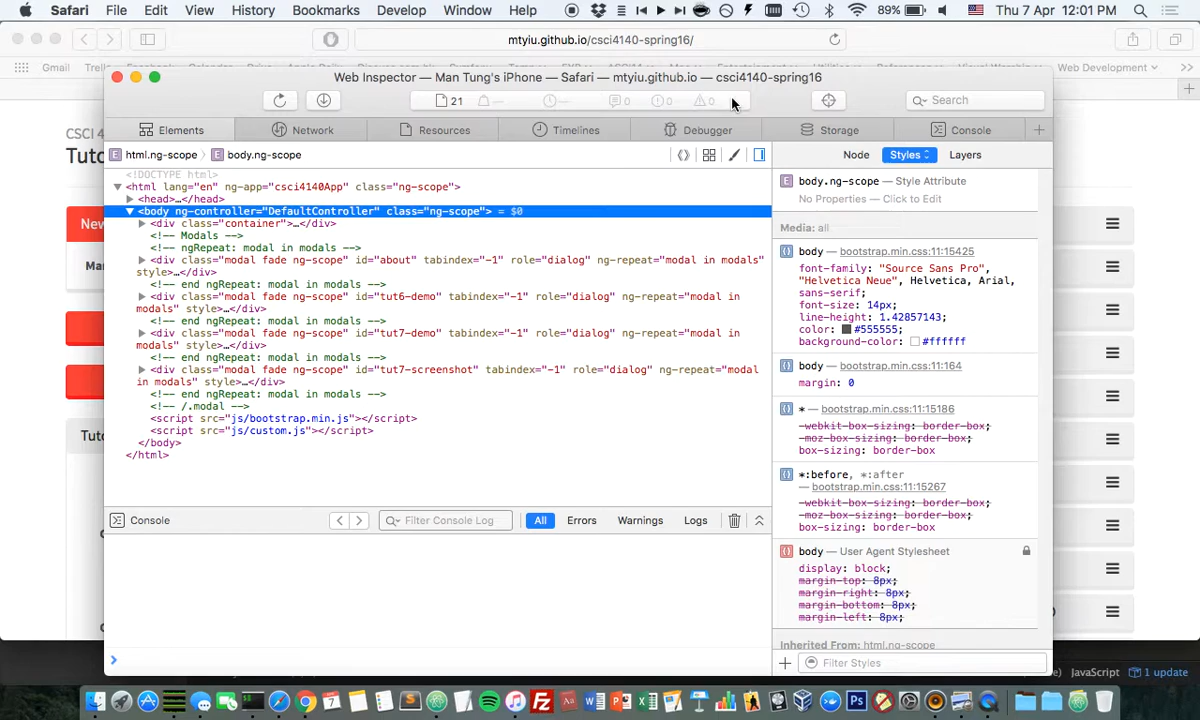 Safari File Edit View History Bookmarks Develop Window Help 89% Thu 7 Apr 12:01 PM
mtyiu.github.io/csci4140-spring16/
Gmail Web Development
Web Inspector — Man Tung's iPhone — Safari — mtyiu.github.io — csci4140-spring16
21 — — 0 0 0 Search
Elements Network Resources Timelines Debugger Storage Console
CSCI 4
Tuto
New
Mar
Tuto
html.ng-scope body.ng-scope
Node Styles Layers
<!DOCTYPE html>
<html lang="en" ng-app="csci4140App" class="ng-scope">
<head>…</head>
<body ng-controller="DefaultController" class="ng-scope"> = $0
<div class="container">…</div>
<!-- Modals -->
<!-- ngRepeat: modal in modals -->
<div class="modal fade ng-scope" id="about" tabindex="-1" role="dialog" ng-repeat="modal in modals"
style>…</div>
<!-- end ngRepeat: modal in modals -->
<div class="modal fade ng-scope" id="tut6-demo" tabindex="-1" role="dialog" ng-repeat="modal in
modals" style>…</div>
<!-- end ngRepeat: modal in modals -->
<div class="modal fade ng-scope" id="tut7-demo" tabindex="-1" role="dialog" ng-repeat="modal in
modals" style>…</div>
<!-- end ngRepeat: modal in modals -->
<div class="modal fade ng-scope" id="tut7-screenshot" tabindex="-1" role="dialog" ng-repeat="modal
in modals" style>…</div>
<!-- end ngRepeat: modal in modals -->
<!-- /.modal -->
<script src="js/bootstrap.min.js"></script>
<script src="js/custom.js"></script>
</body>
</html>
body.ng-scope — Style Attribute
No Properties — Click to Edit
Media: all
body — bootstrap.min.css:11:15425
font-family: "Source Sans Pro",
"Helvetica Neue", Helvetica, Arial,
sans-serif;
font-size: 14px;
line-height: 1.42857143;
color: #555555;
background-color: #ffffff
body — bootstrap.min.css:11:164
margin: 0
* — bootstrap.min.css:11:15186
-webkit-box-sizing: border-box;
-moz-box-sizing: border-box;
box-sizing: border-box
*:before, *:after
— bootstrap.min.css:11:15267
-webkit-box-sizing: border-box;
-moz-box-sizing: border-box;
box-sizing: border-box
body — User Agent Stylesheet
display: block;
margin-top: 8px;
margin-right: 8px;
margin-bottom: 8px;
margin-left: 8px;
Inherited From: html.ng-scope
Filter Styles
Console Filter Console Log All Errors Warnings Logs
JavaScript 1 update